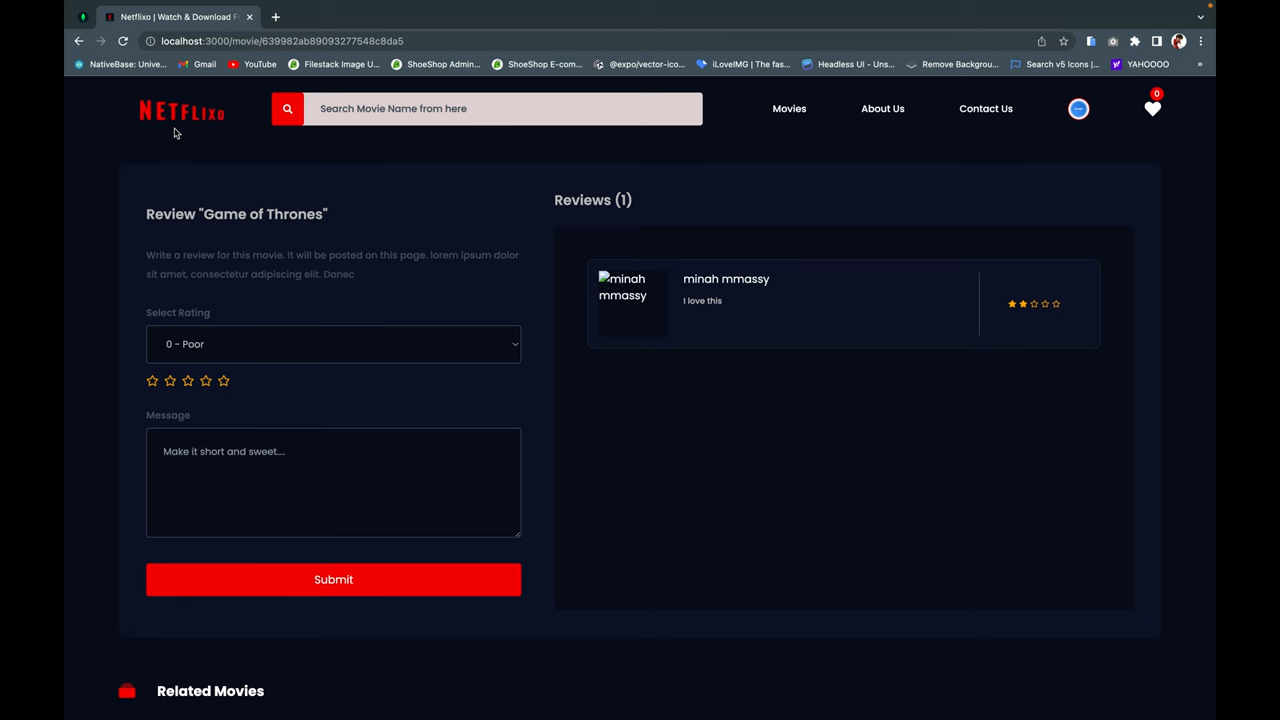 Netflixo | Watch & Download F
localhost:3000/movie/639982ab89093277548c8da5
NativeBase: Unive...
Gmail
YouTube
Filestack Image U...
ShoeShop Admin,...
ShoeShop E-com...
@expo/vector-ico...
iLoveIMG | The fas...
Headless UI - Uns...
Remove Backgrou...
Search v5 Icons |...
YAHOOOO
»
NETFLIXO
Search Movie Name from here
Movies
About Us
Contact Us
0
Review "Game of Thrones"
Write a review for this movie. It will be posted on this page. lorem ipsum dolor
sit amet, consectetur adipiscing elit. Donec
Select Rating
0 - Poor
Message
Make it short and sweet....
Submit
Reviews (1)
minah
mmassy
minah mmassy
I love this
Related Movies